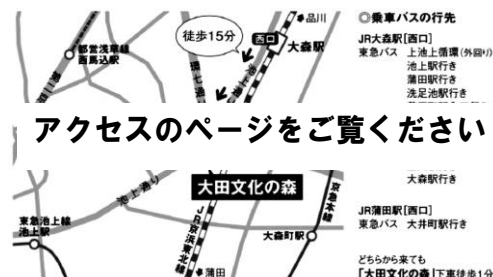 品川
◎乗車バスの行先
徒歩15分
西口
大森駅
JR大森駅[西口]
東急バス 上池上循環(外回り)
池上駅行き
蒲田駅行き
洗足池駅行き
都営浅草線
西馬込駅
環七通り
池上通り
アクセスのページをご覧ください
大森駅行き
池上通り
大田文化の森
京急本線
JR蒲田駅[西口]
東急バス 大井町駅行き
東急池上線
池上駅
JR京浜東北線
大森町駅
蒲田
どちらから来ても
「大田文化の森」下車徒歩1分